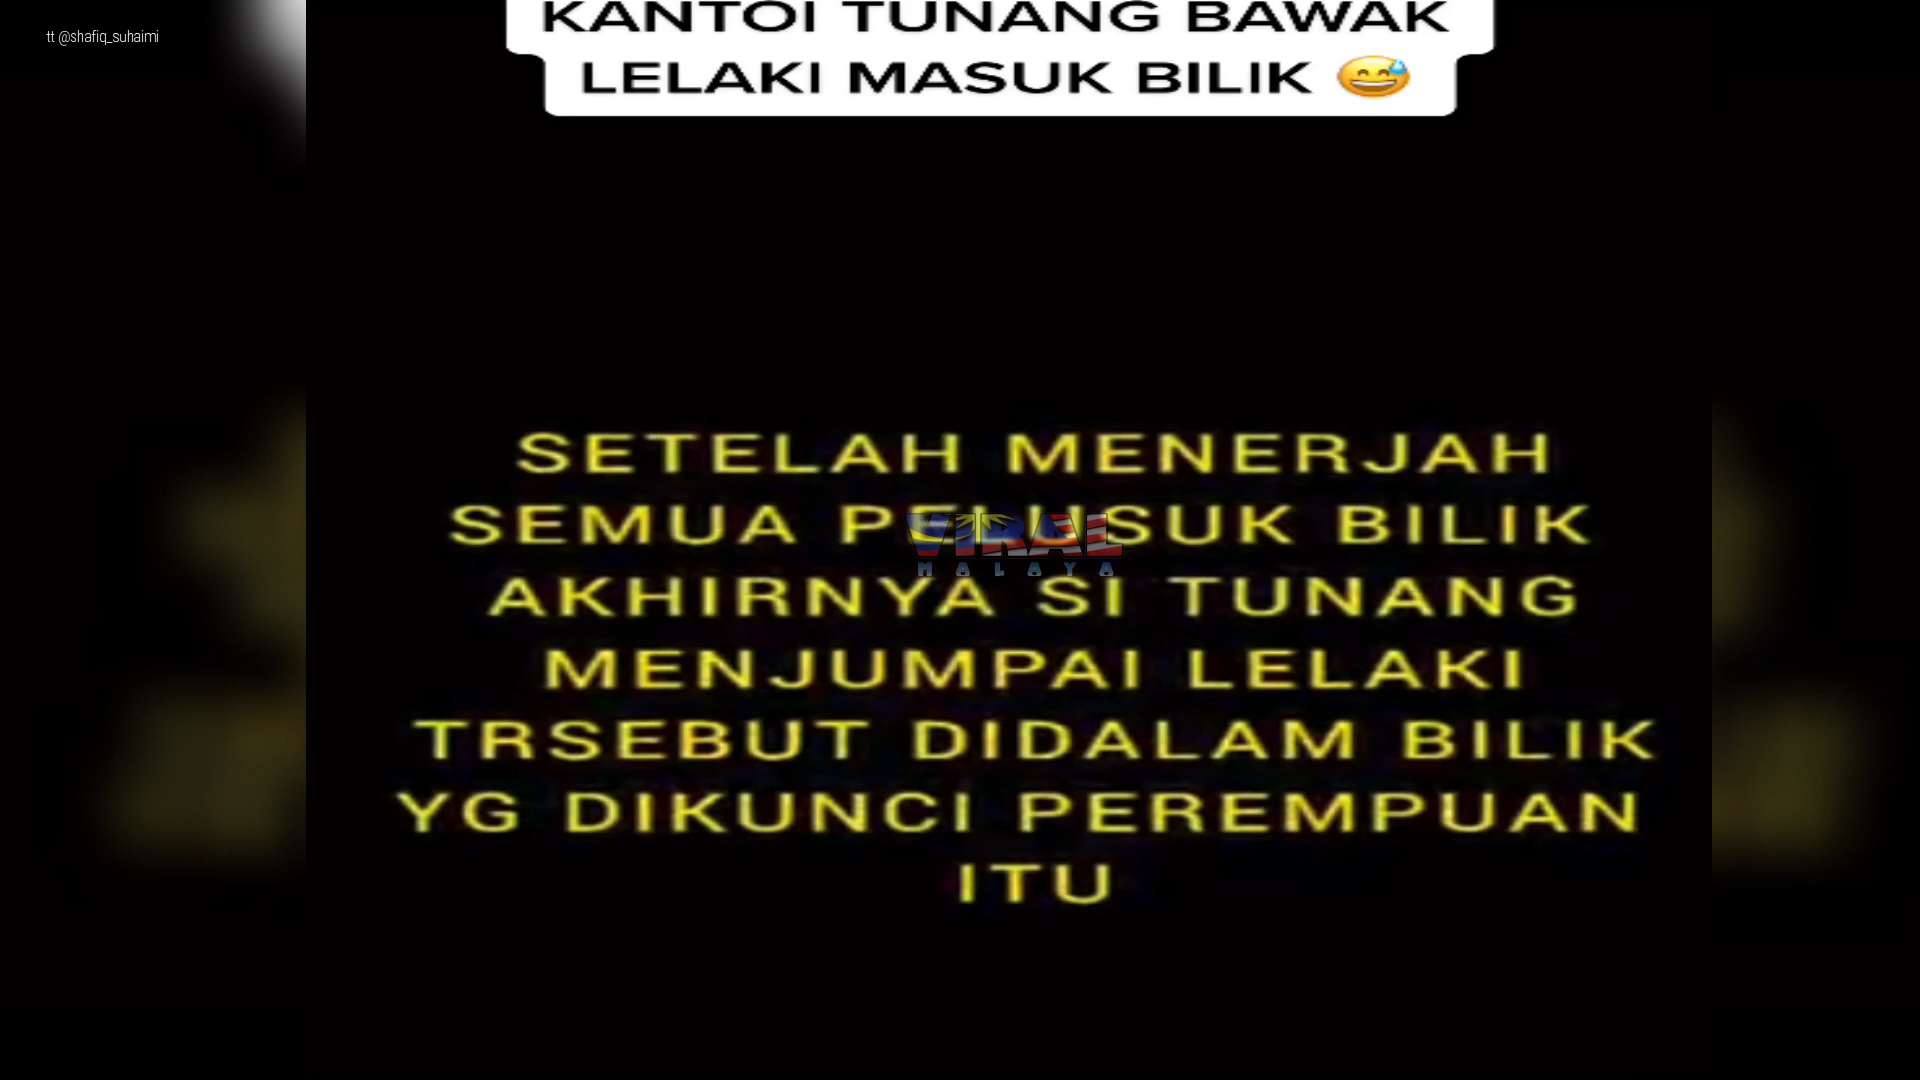 tt @shafiq_suhaimi
KANTOI TUNANG BAWAK
LELAKI MASUK BILIK 😅
SETELAH MENERJAH
SEMUA PELUSUK BILIK
VIRAL
MALAYA
AKHIRNYA SI TUNANG
MENJUMPAI LELAKI
TRSEBUT DIDALAM BILIK
YG DIKUNCI PEREMPUAN
ITU